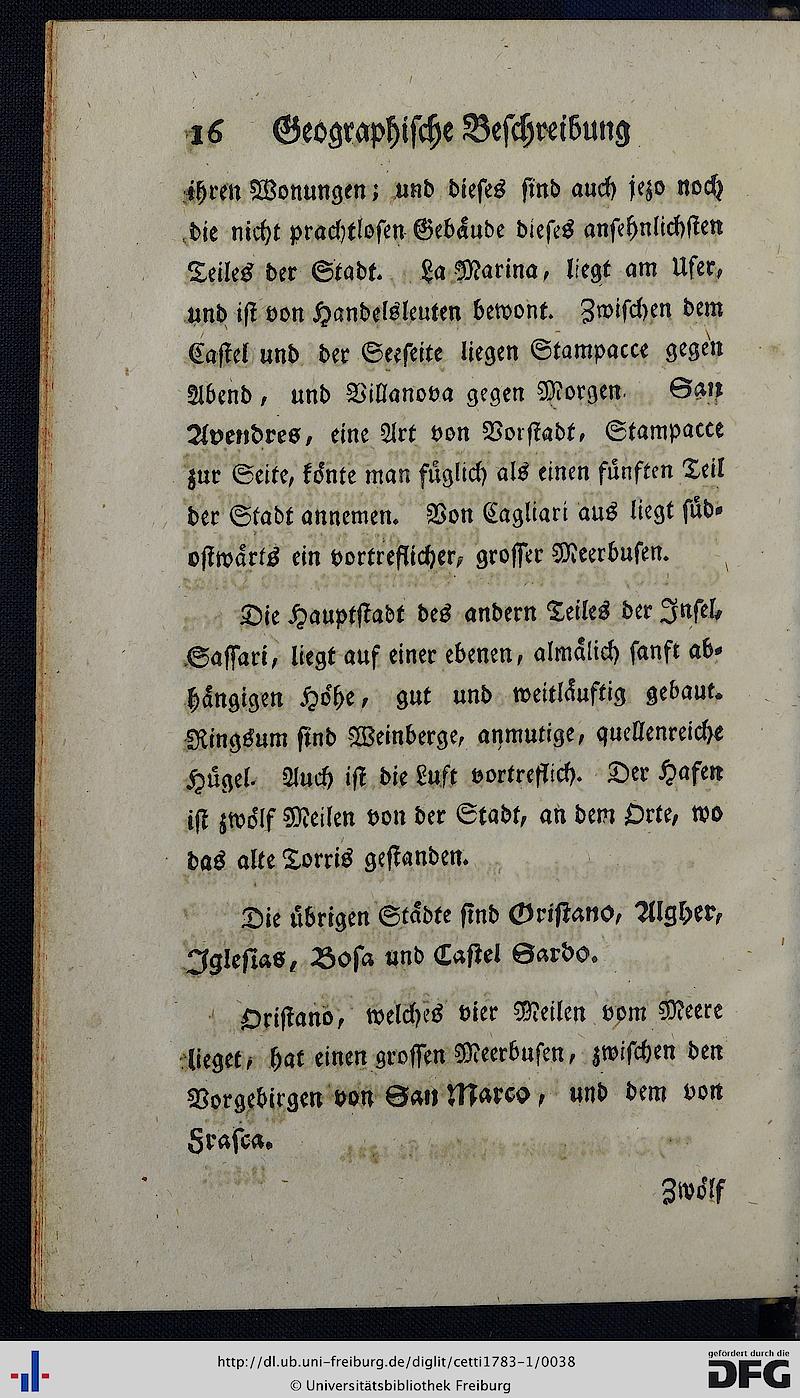 16 Geographische Beschreibung
ihren Wonungen; und dieses sind auch jezo noch
die nicht prachtlosen Gebäude dieses ansehnlichsten
Teiles der Stadt. La Marina, liegt am Ufer,
und ist von Handelsleuten bewont. Zwischen dem
Castel und der Seeseite liegen Stampacce gegen
Abend, und Villanova gegen Morgen. San
Avendres, eine Art von Vorstadt, Stampacce
zur Seite, könte man füglich als einen fünften Teil
der Stadt annemen. Von Cagliari aus liegt süd-
ostwärts ein vortreflicher, grosser Meerbusen.
Die Hauptstadt des andern Teiles der Insel,
Sassari, liegt auf einer ebenen, almälich sanft ab-
hängigen Höhe, gut und weitläuftig gebaut.
Ringsum sind Weinberge, anmutige, quellenreiche
Hügel. Auch ist die Luft vortreflich. Der Hafen
ist zwölf Meilen von der Stadt, an dem Orte, wo
das alte Torris gestanden.
Die übrigen Städte sind Oristano, Algher,
Iglesias, Bosa und Castel Sardo.
Oristano, welches vier Meilen vom Meere
lieget, hat einen grossen Meerbusen, zwischen den
Vorgebirgen von San Marco, und dem von
Frasca.
Zwölf
http://dl.ub.uni-freiburg.de/diglit/cetti1783-1/0038
© Universitätsbibliothek Freiburg
gefördert durch die
DFG